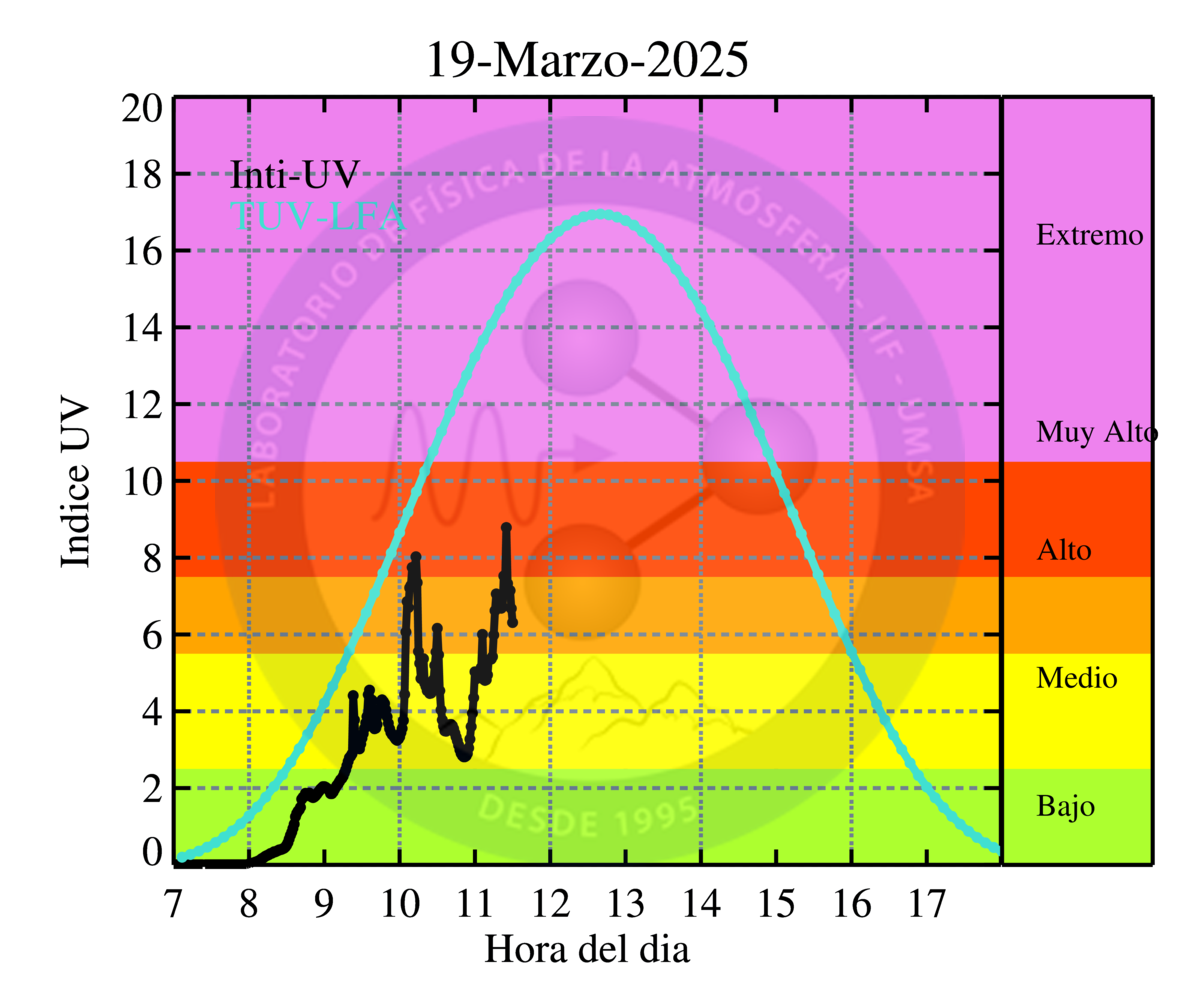 19-Marzo-2025
Indice UV
20
18
16
14
12
10
8
6
4
2
0
Inti-UV
TUV-LFA
LABORATORIO DE FÍSICA DE LA ATMÓSFERA - IIF - UMSA
DESDE 1995
Extremo
Muy Alto
Alto
Medio
Bajo
7 8 9 10 11 12 13 14 15 16 17
Hora del dia